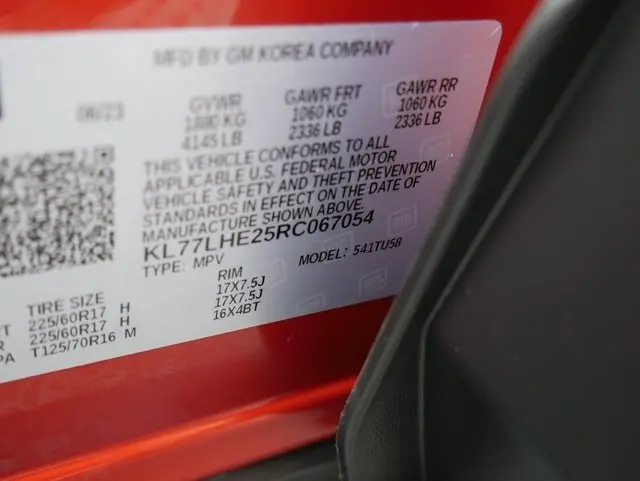 MFD BY GM KOREA COMPANY
06/23 GVWR GAWR FRT GAWR RR
1880 KG 1060 KG 1060 KG
4145 LB 2336 LB 2336 LB
THIS VEHICLE CONFORMS TO ALL
APPLICABLE U.S. FEDERAL MOTOR
VEHICLE SAFETY AND THEFT PREVENTION
STANDARDS IN EFFECT ON THE DATE OF
MANUFACTURE SHOWN ABOVE.
KL77LHE25RC067054
TYPE: MPV MODEL: 541TU58
TIRE SIZE RIM
225/60R17 H 17X7.5J
225/60R17 H 17X7.5J
T125/70R16 M 16X4BT